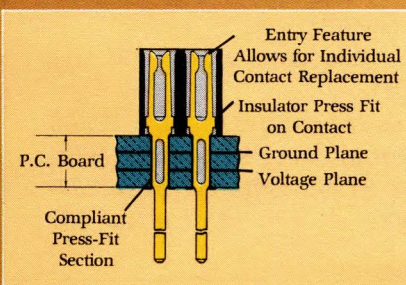 Entry Feature
Allows for Individual
Contact Replacement
Insulator Press Fit
on Contact
P.C. Board
Ground Plane
Voltage Plane
Compliant
Press-Fit
Section